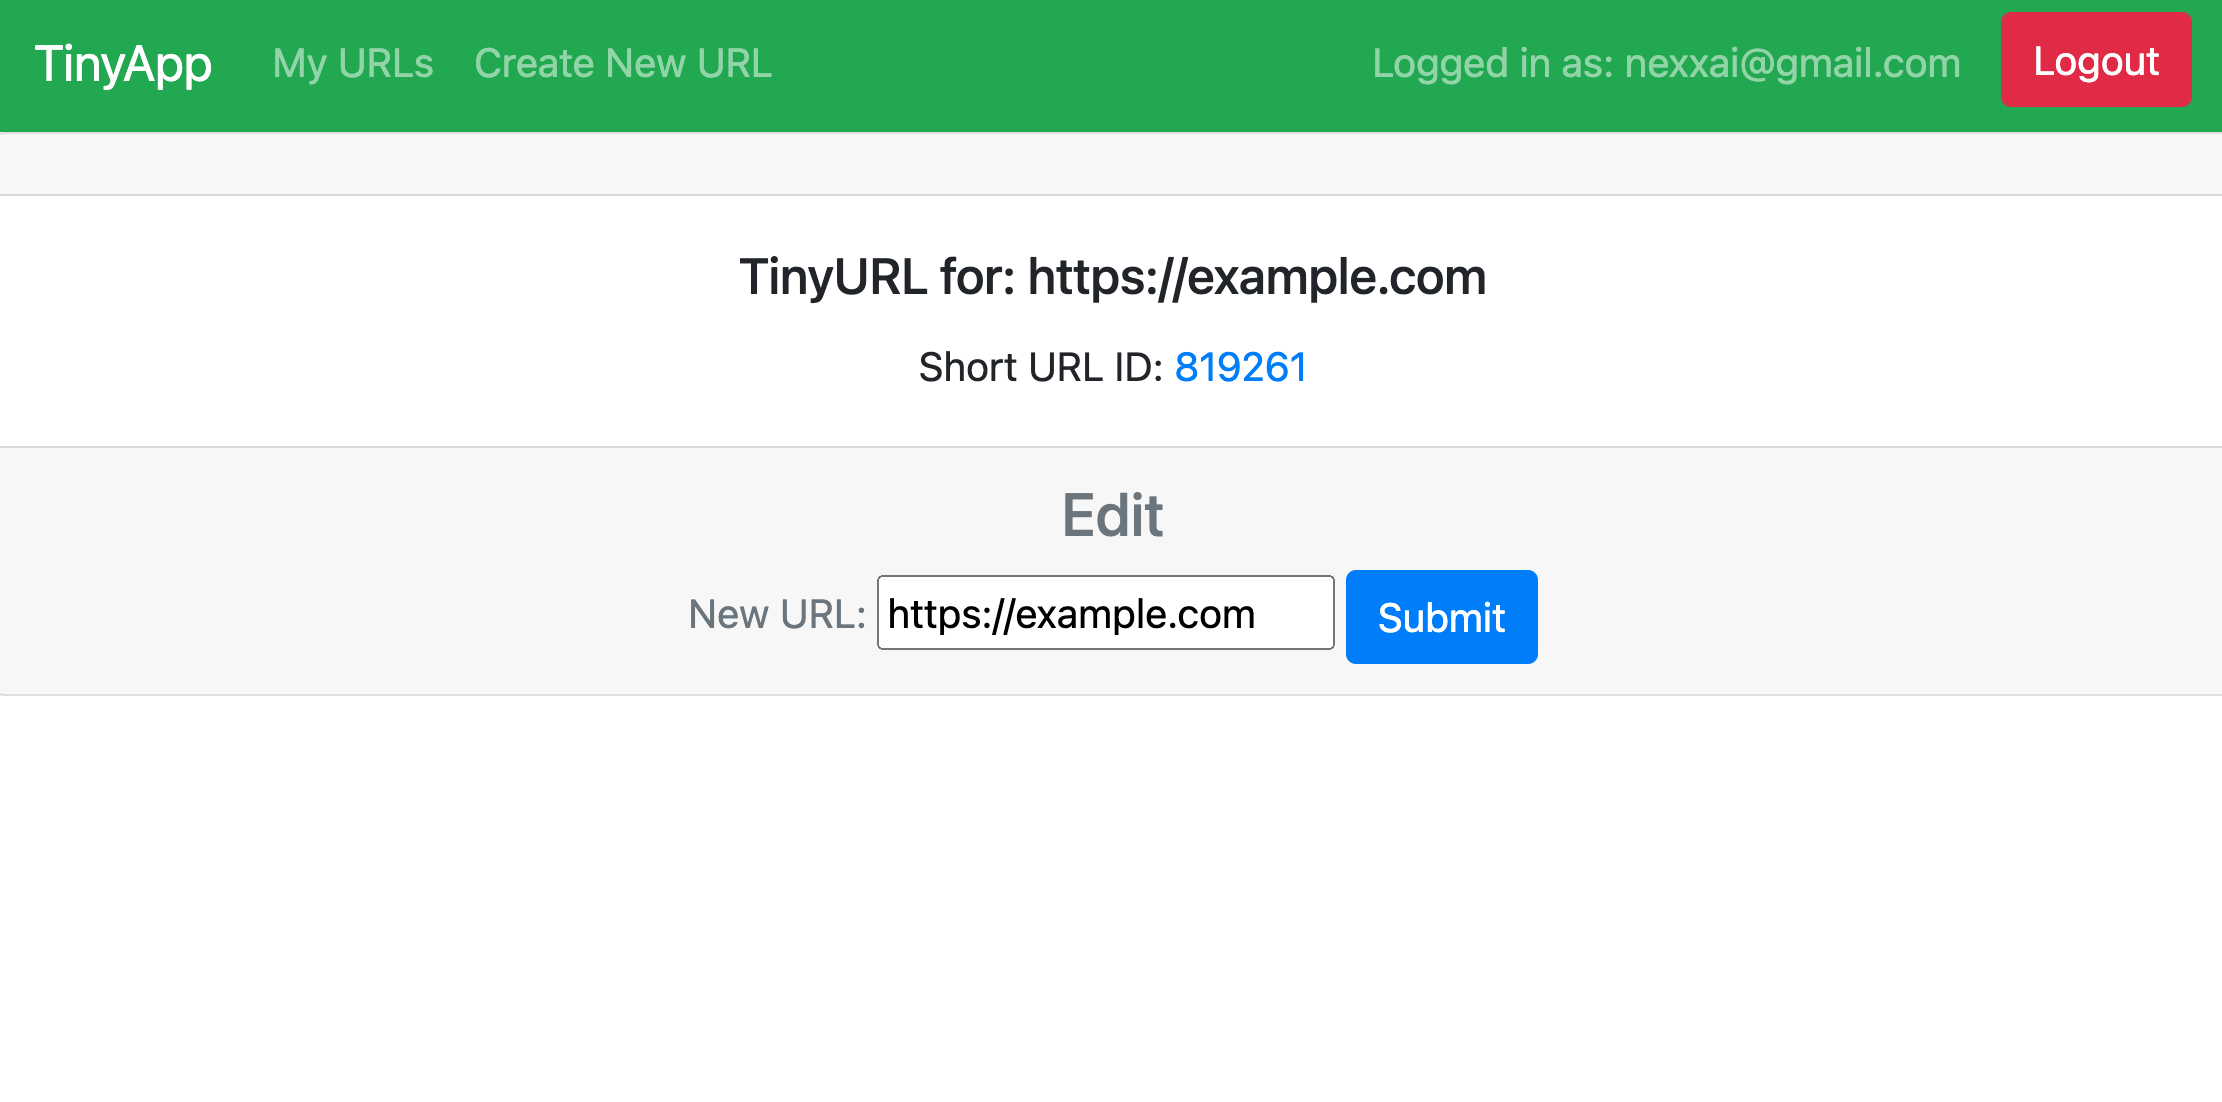 TinyApp My URLs Create New URL Logged in as: nexxai@gmail.com Logout
TinyURL for: https://example.com
Short URL ID: 819261
Edit
New URL: https://example.com Submit